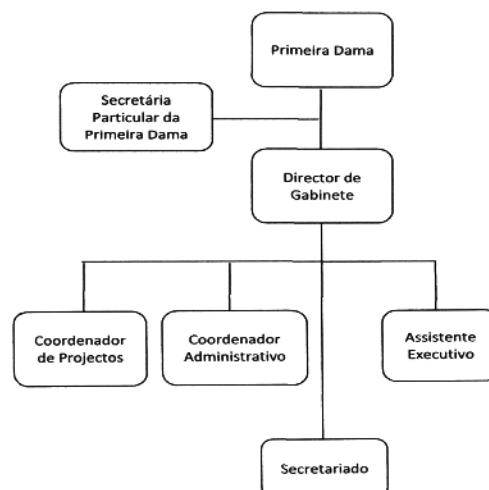 Primeira Dama
Secretária
Particular da
Primeira Dama
Director de
Gabinete
Coordenador
de Projectos
Coordenador
Administrativo
Assistente
Executivo
Secretariado